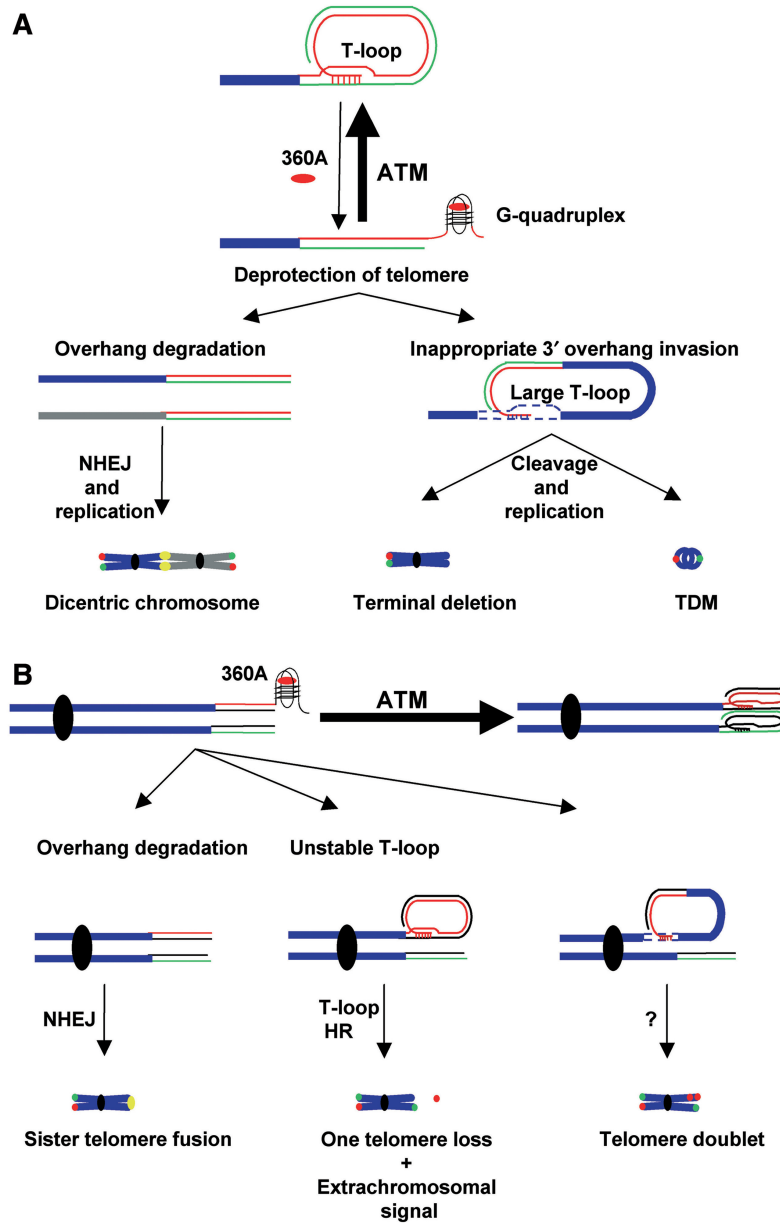 A
T-loop
360A
ATM
G-quadruplex
Deprotection of telomere
Overhang degradation
Inappropriate 3′ overhang invasion
Large T-loop
NHEJ
and
replication
Cleavage
and
replication
Dicentric chromosome
Terminal deletion
TDM
B
360A
ATM
Overhang degradation
Unstable T-loop
NHEJ
T-loop
HR
?
Sister telomere fusion
One telomere loss
+
Extrachromosomal
signal
Telomere doublet